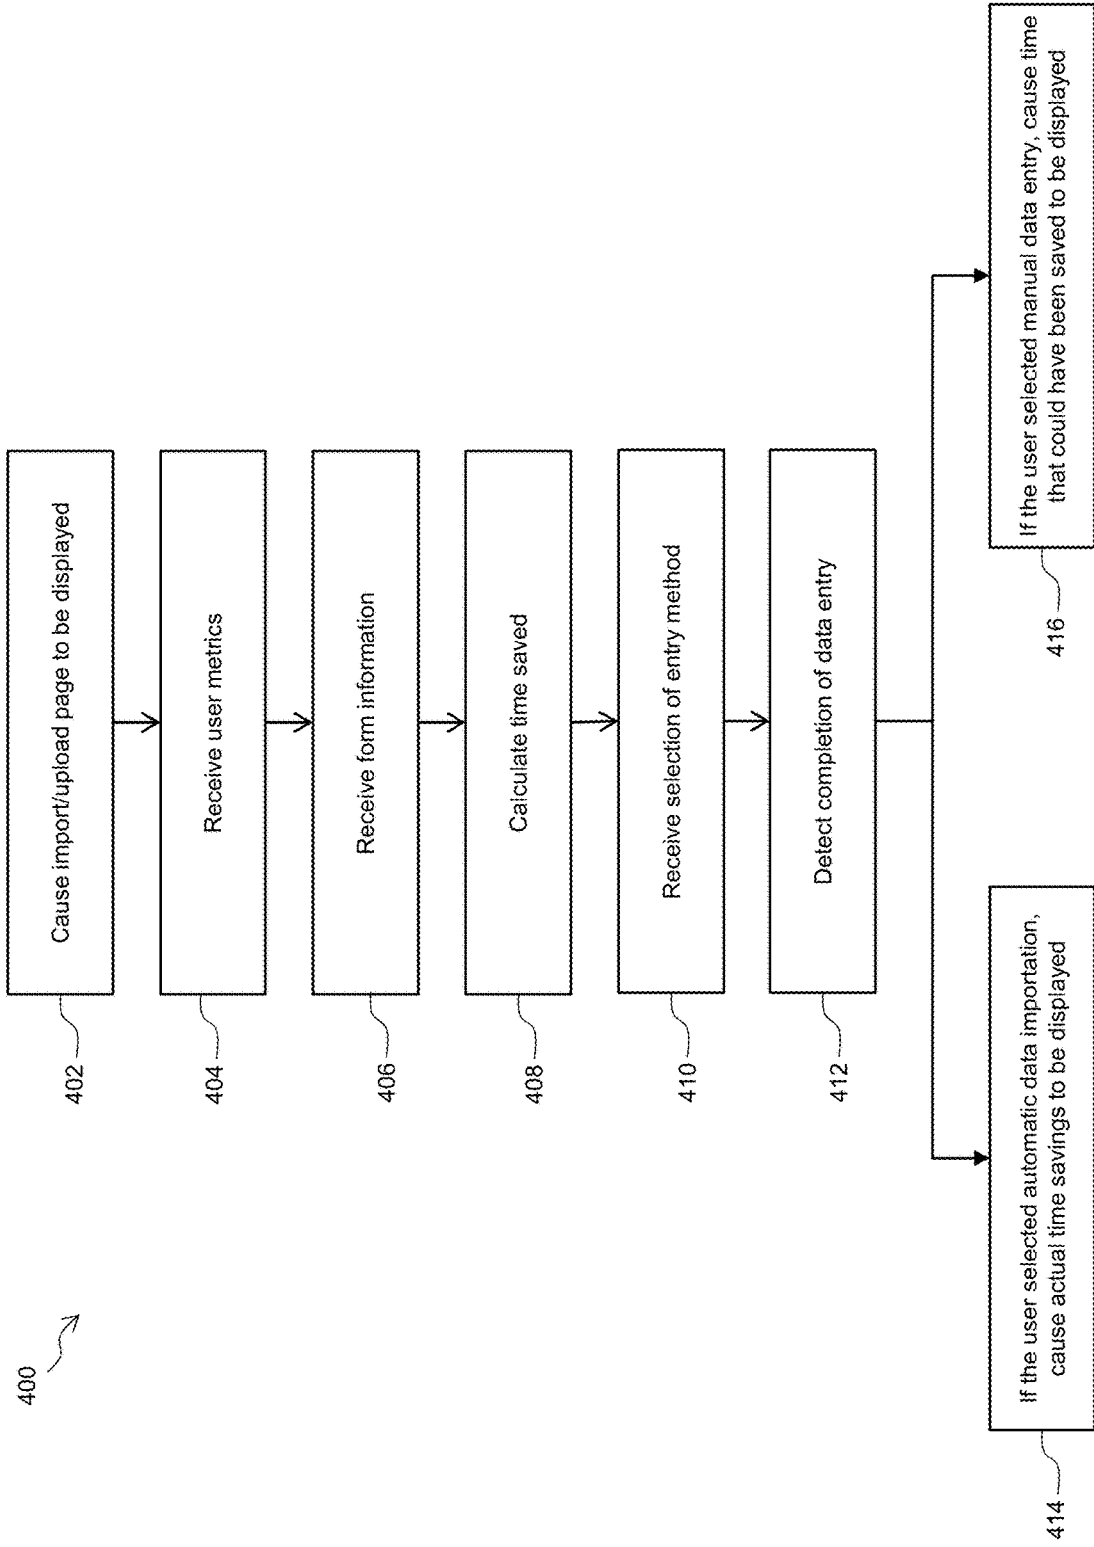 400
402
Cause import/upload page to be displayed
404
Receive user metrics
406
Receive form information
408
Calculate time saved
410
Receive selection of entry method
412
Detect completion of data entry
414
If the user selected automatic data importation,
cause actual time savings to be displayed
416
If the user selected manual data entry, cause time
that could have been saved to be displayed